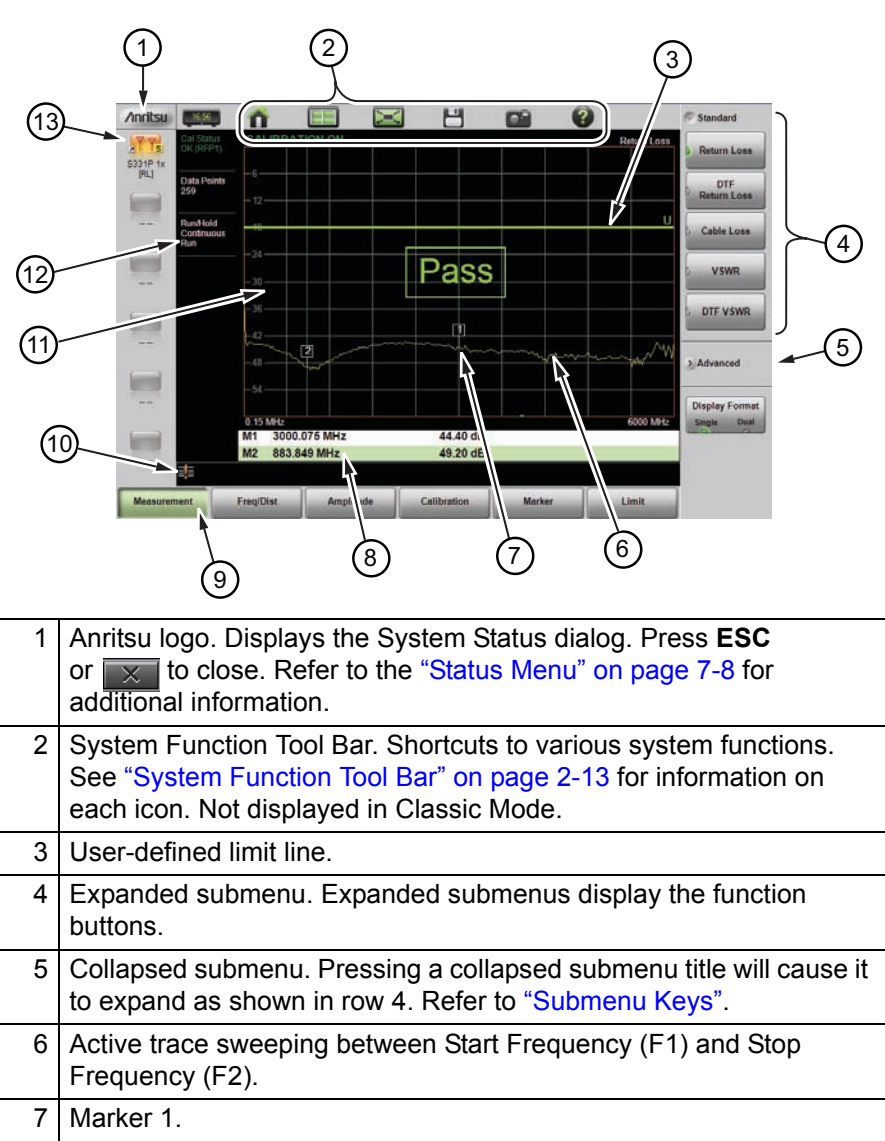 1
2
3
13
Anritsu
16:56
Standard
S331P 1x
[RL]
Cal Status
OK (RFP1)
CALIBRATION ON
Return Loss
Return Loss
Data Points
259
-6
DTF
Return Loss
-12
Run/Hold
Continuous
Run
-18
U
Cable Loss
4
-24
12
Pass
VSWR
-30
-36
DTF VSWR
11
-42
1
2
5
-48
Advanced
-54
Display Format
Single Dual
0.15 MHz
6000 MHz
10
M1 3000.075 MHz 44.40 dB
M2 883.849 MHz 49.20 dB
Measurement
Freq/Dist
Amplitude
Calibration
Marker
Limit
9
8
7
6
1 Anritsu logo. Displays the System Status dialog. Press ESC
or X to close. Refer to the “Status Menu” on page 7-8 for
additional information.
2 System Function Tool Bar. Shortcuts to various system functions.
See “System Function Tool Bar” on page 2-13 for information on
each icon. Not displayed in Classic Mode.
3 User-defined limit line.
4 Expanded submenu. Expanded submenus display the function
buttons.
5 Collapsed submenu. Pressing a collapsed submenu title will cause it
to expand as shown in row 4. Refer to “Submenu Keys”.
6 Active trace sweeping between Start Frequency (F1) and Stop
Frequency (F2).
7 Marker 1.